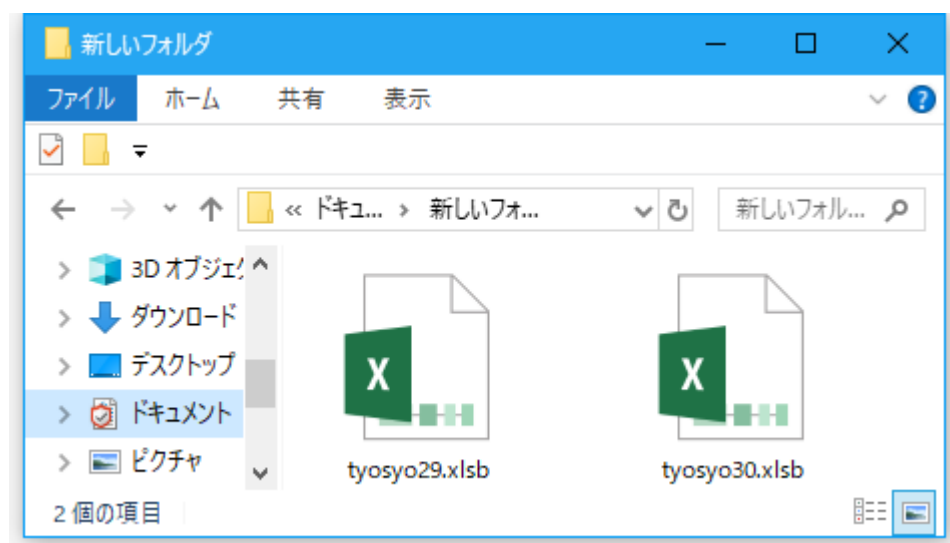 新しいフォルダ
ファイル ホーム 共有 表示
« ドキュ... › 新しいフォ... 新しいフォル...
3D オブジェク
ダウンロード
デスクトップ
ドキュメント
ピクチャ
tyosyo29.xlsb tyosyo30.xlsb
2 個の項目